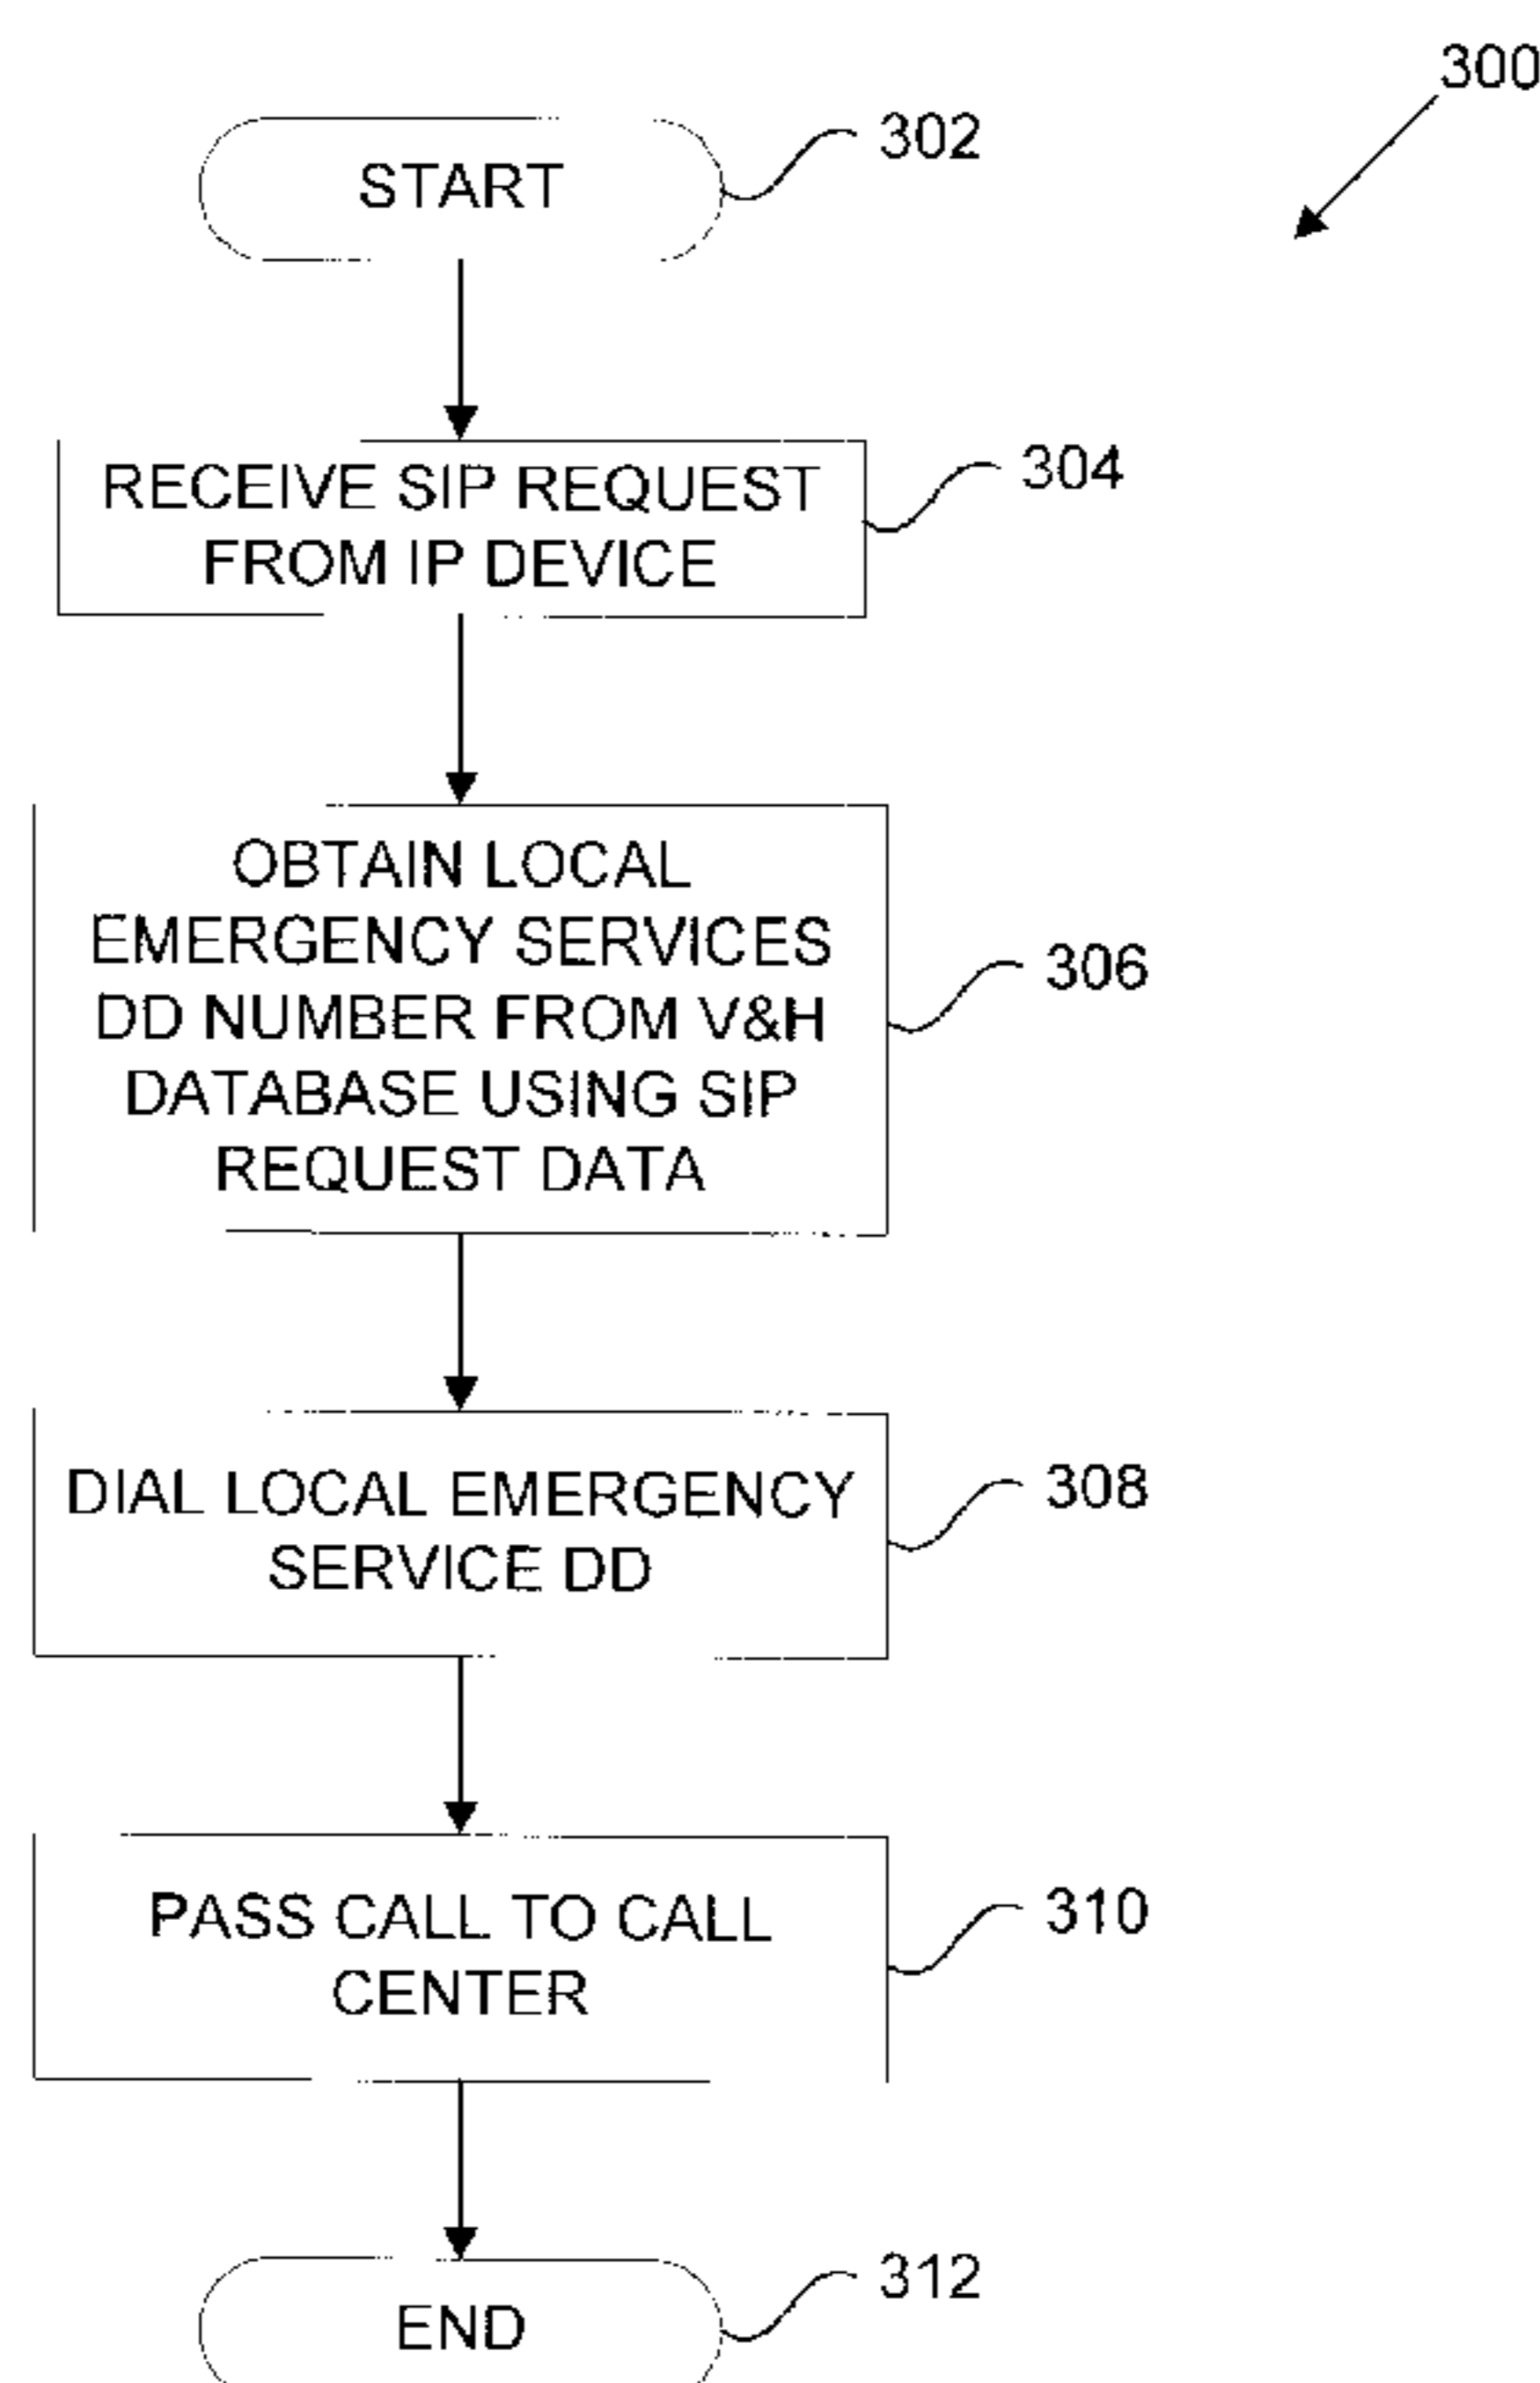 300
START
302
RECEIVE SIP REQUEST
FROM IP DEVICE
304
OBTAIN LOCAL
EMERGENCY SERVICES
DD NUMBER FROM V&H
DATABASE USING SIP
REQUEST DATA
306
DIAL LOCAL EMERGENCY
SERVICE DD
308
PASS CALL TO CALL
CENTER
310
END
312